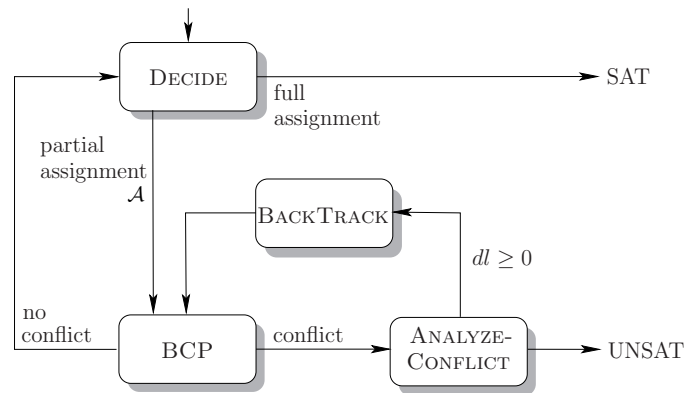 DECIDE
SAT
full
assignment
partial
assignment
𝒜
BACKTRACK
dl ≥ 0
no
conflict
BCP
conflict
ANALYZE-
CONFLICT
UNSAT